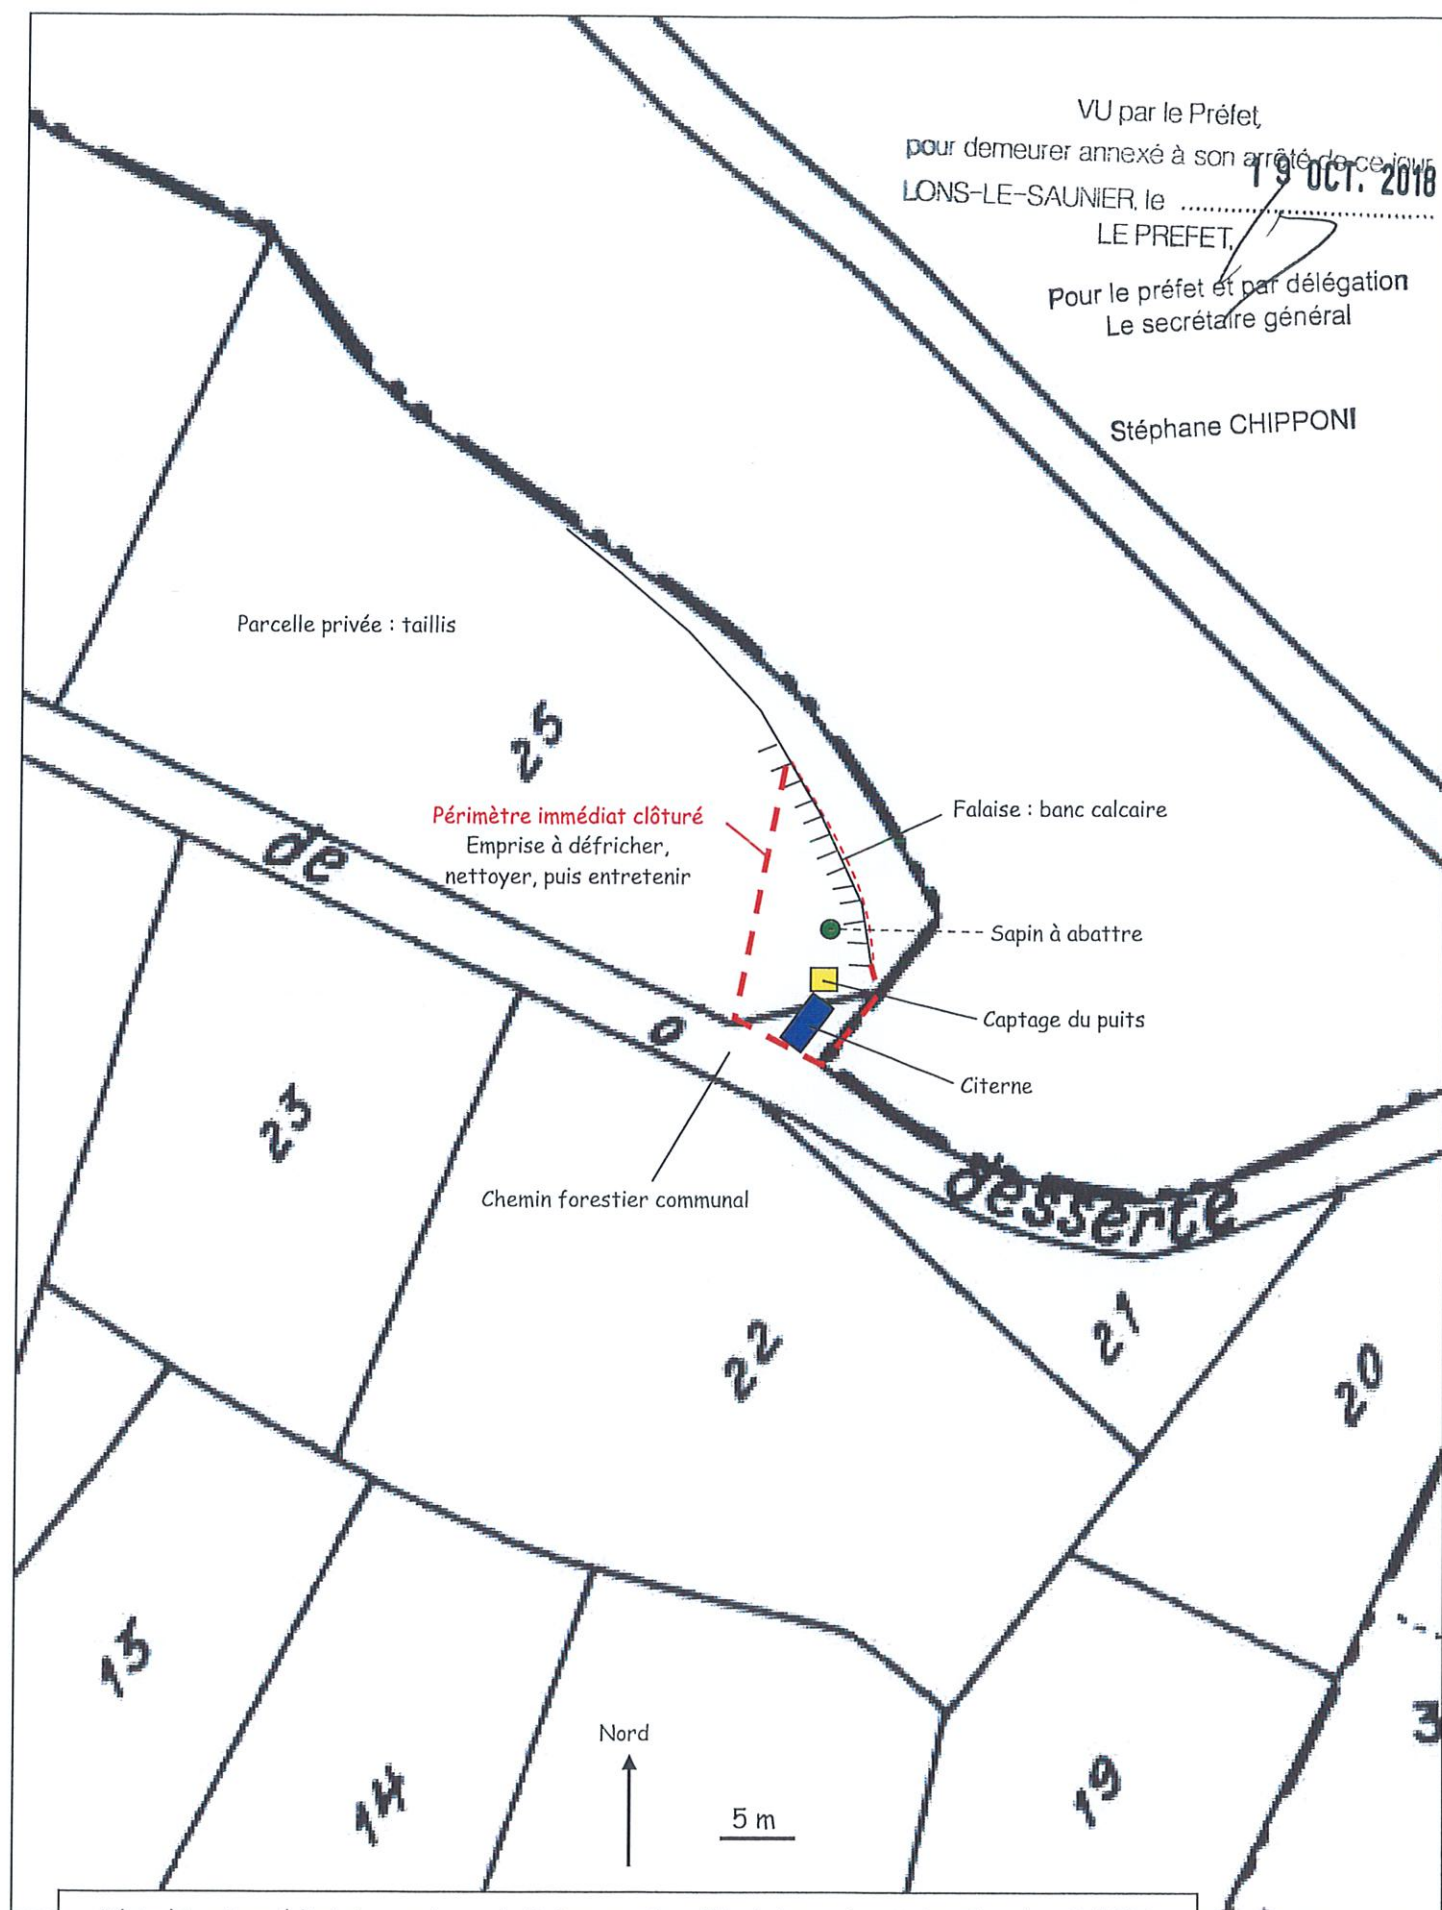 VU par le Préfet,
pour demeurer annexé à son arrêté de ce jour
19 OCT. 2018
LONS-LE-SAUNIER, le ..............................
LE PREFET,
Pour le préfet et par délégation
Le secrétaire général
Stéphane CHIPPONI
Parcelle privée : taillis
25
Périmètre immédiat clôturé
Emprise à défricher,
nettoyer, puis entretenir
Falaise : banc calcaire
de
Sapin à abattre
o
Captage du puits
Citerne
23
Chemin forestier communal
desserte
22
21
20
13
Nord
5 m
14
19
3